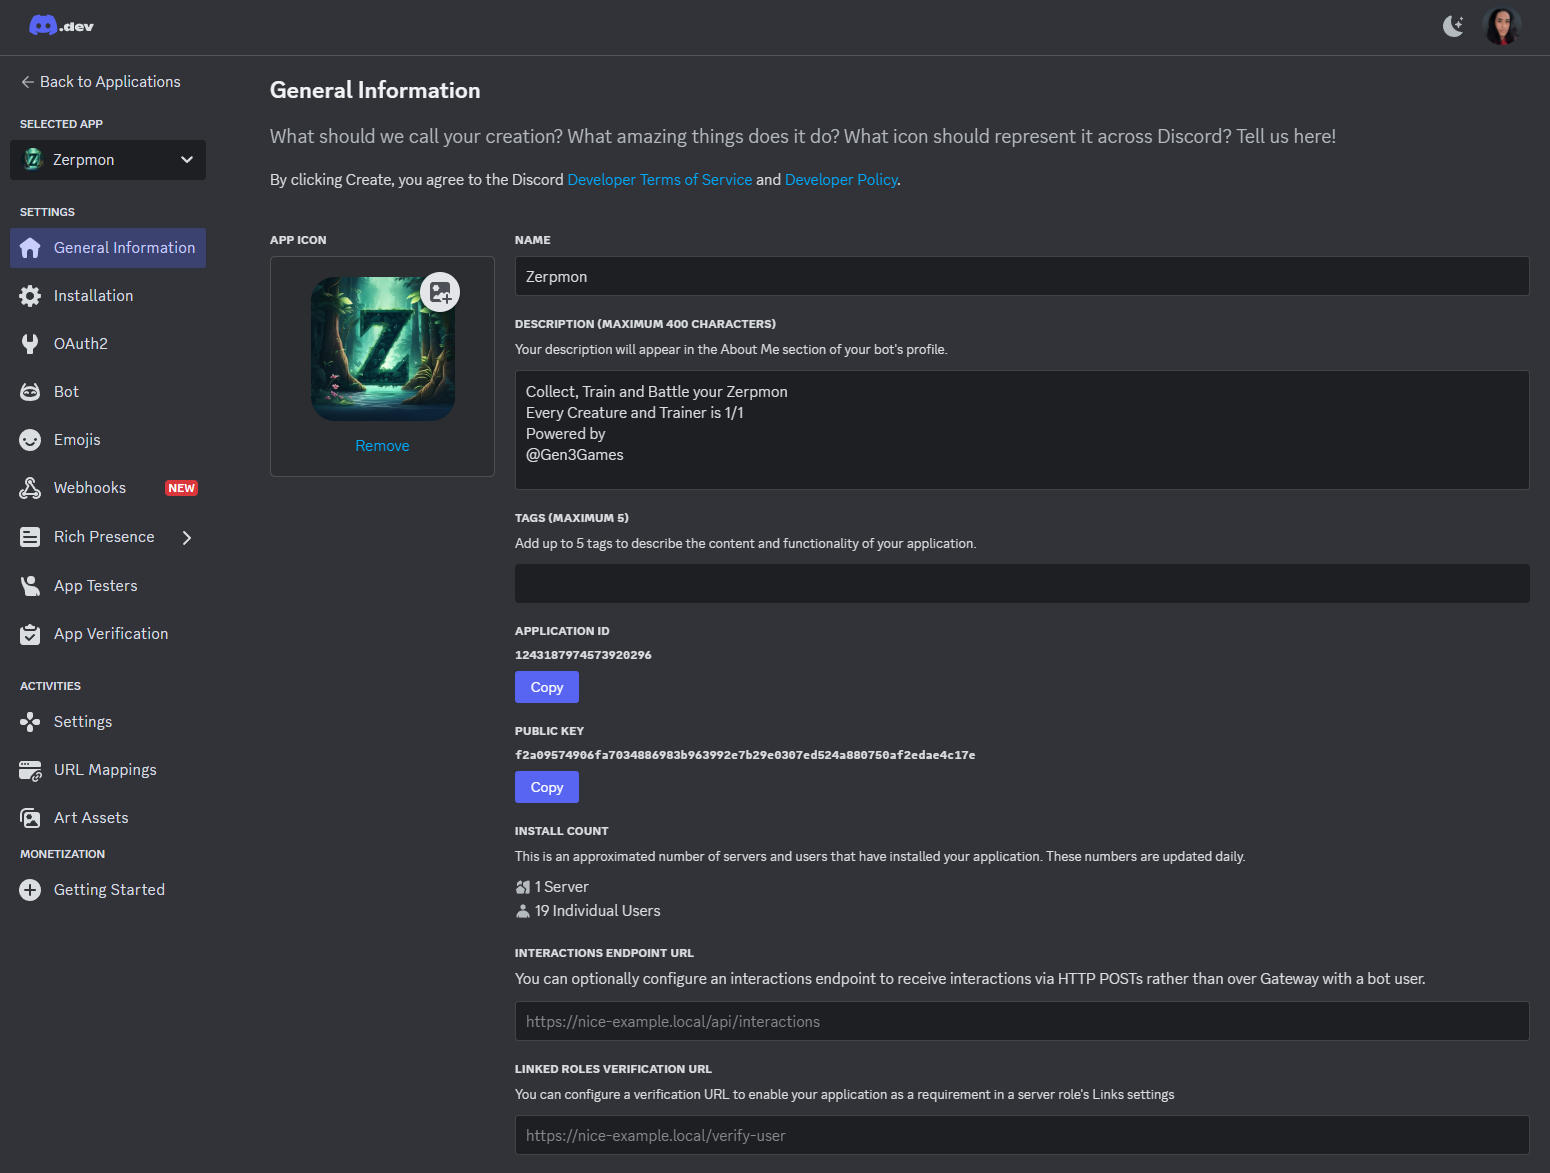 .dev
Back to Applications
SELECTED APP
Zerpmon
SETTINGS
General Information
Installation
OAuth2
Bot
Emojis
Webhooks NEW
Rich Presence
App Testers
App Verification
ACTIVITIES
Settings
URL Mappings
Art Assets
MONETIZATION
Getting Started
General Information
What should we call your creation? What amazing things does it do? What icon should represent it across Discord? Tell us here!
By clicking Create, you agree to the Discord Developer Terms of Service and Developer Policy.
APP ICON
Z
Remove
NAME
Zerpmon
DESCRIPTION (MAXIMUM 400 CHARACTERS)
Your description will appear in the About Me section of your bot's profile.
Collect, Train and Battle your Zerpmon
Every Creature and Trainer is 1/1
Powered by
@Gen3Games
TAGS (MAXIMUM 5)
Add up to 5 tags to describe the content and functionality of your application.
APPLICATION ID
1243187974573920296
Copy
PUBLIC KEY
f2a09574906fa7034886983b963992e7b29e0307ed524a880750af2edae4c17e
Copy
INSTALL COUNT
This is an approximated number of servers and users that have installed your application. These numbers are updated daily.
1 Server
19 Individual Users
INTERACTIONS ENDPOINT URL
You can optionally configure an interactions endpoint to receive interactions via HTTP POSTs rather than over Gateway with a bot user.
https://nice-example.local/api/interactions
LINKED ROLES VERIFICATION URL
You can configure a verification URL to enable your application as a requirement in a server role's Links settings
https://nice-example.local/verify-user